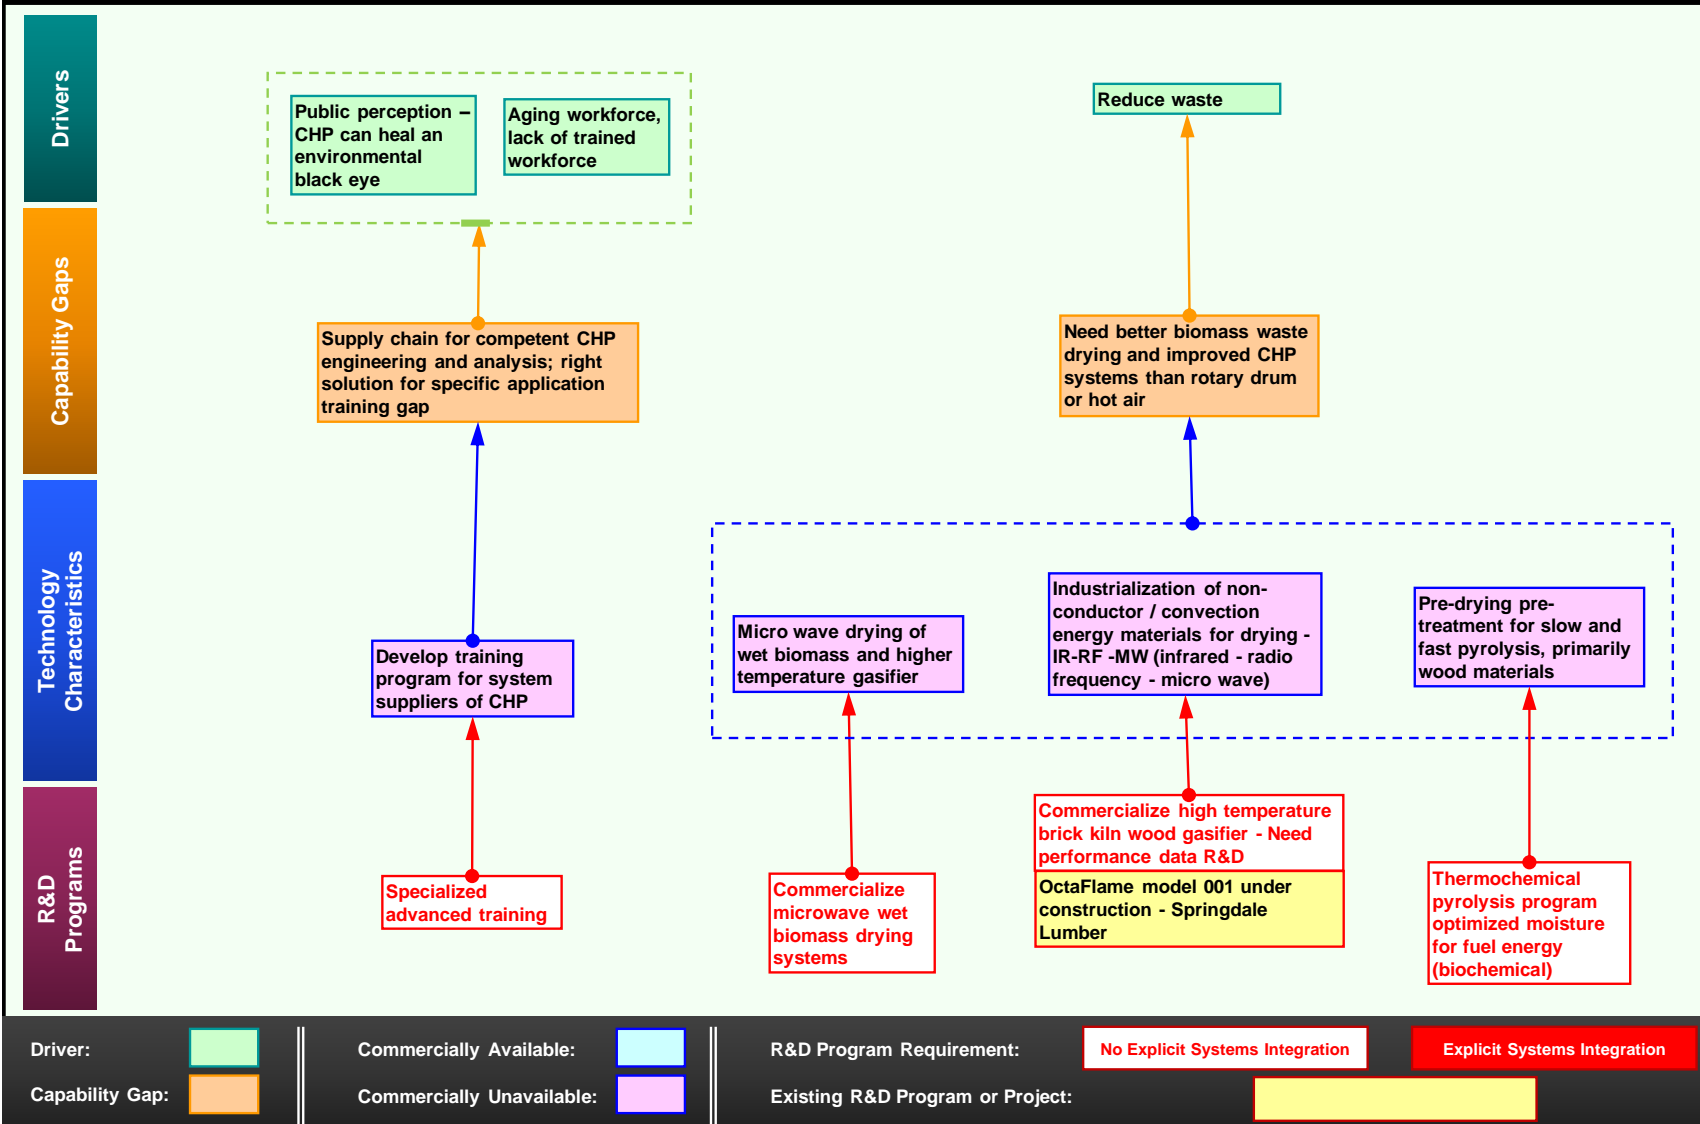 Drivers
Public perception –
CHP can heal an
environmental
black eye
Aging workforce,
lack of trained
workforce
Reduce waste
Capability Gaps
Supply chain for competent CHP
engineering and analysis; right
solution for specific application
training gap
Need better biomass waste
drying and improved CHP
systems than rotary drum
or hot air
Technology
Characteristics
Develop training
program for system
suppliers of CHP
Micro wave drying of
wet biomass and higher
temperature gasifier
Industrialization of non-
conductor / convection
energy materials for drying -
IR-RF -MW (infrared - radio
frequency - micro wave)
Pre-drying pre-
treatment for slow and
fast pyrolysis, primarily
wood materials
R&D
Programs
Specialized
advanced training
Commercialize
microwave wet
biomass drying
systems
Commercialize high temperature
brick kiln wood gasifier - Need
performance data R&D
OctaFlame model 001 under
construction - Springdale
Lumber
Thermochemical
pyrolysis program
optimized moisture
for fuel energy
(biochemical)
Driver:
Capability Gap:
Commercially Available:
Commercially Unavailable:
R&D Program Requirement:
No Explicit Systems Integration
Explicit Systems Integration
Existing R&D Program or Project: